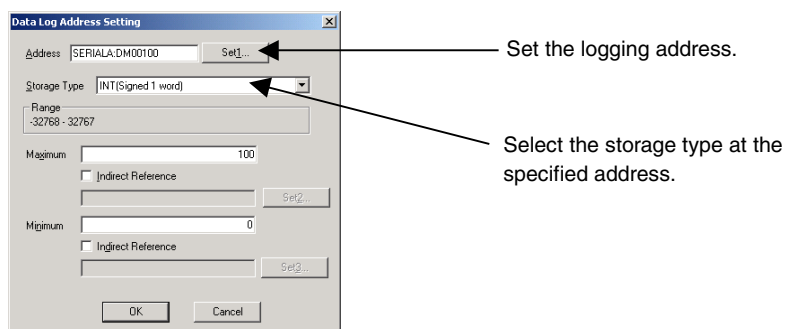 Data Log Address Setting
Address SERIALA:DM00100 Set1...
Set the logging address.
Storage Type INT(Signed 1 word)
Range
-32768 - 32767
Select the storage type at the
specified address.
Maximum 100
Indirect Reference
Set2...
Minimum 0
Indirect Reference
Set3...
OK Cancel